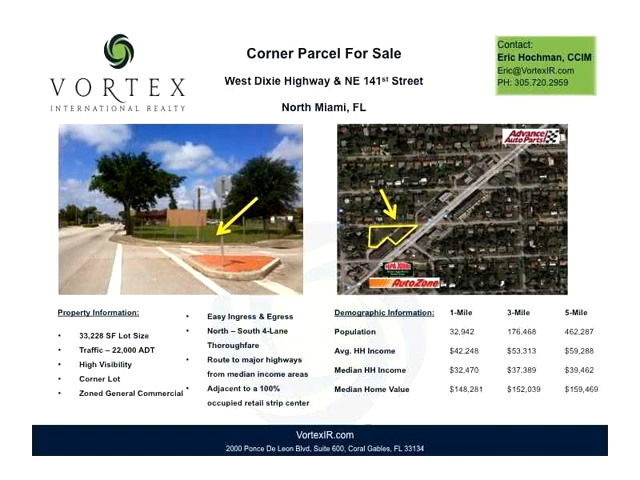 VORTEX
INTERNATIONAL REALTY
Corner Parcel For Sale
West Dixie Highway & NE 141st Street
North Miami, FL
Contact:
Eric Hochman, CCIM
Eric@VortexIR.com
PH: 305.720.2959
Advance
Auto Parts
AutoZone
Property Information:
• 33,228 SF Lot Size
• Traffic – 22,000 ADT
• High Visibility
• Corner Lot
• Zoned General Commercial
• Easy Ingress & Egress
• North – South 4-Lane
Thoroughfare
• Route to major highways
from median income areas
• Adjacent to a 100%
occupied retail strip center
Demographic Information: 1-Mile 3-Mile 5-Mile
Population 32,942 176,468 462,287
Avg. HH Income $42,248 $53,313 $59,288
Median HH Income $32,470 $37,389 $39,462
Median Home Value $148,281 $152,039 $159,469
VortexIR.com
2000 Ponce De Leon Blvd, Suite 600, Coral Gables, FL 33134